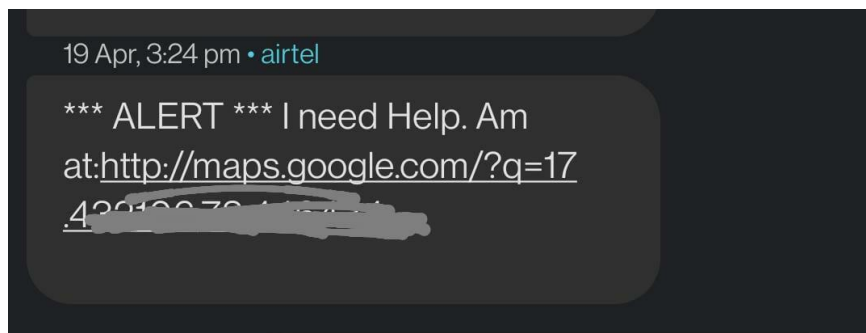 19 Apr, 3:24 pm • airtel
*** ALERT *** I need Help. Am
at:http://maps.google.com/?q=17